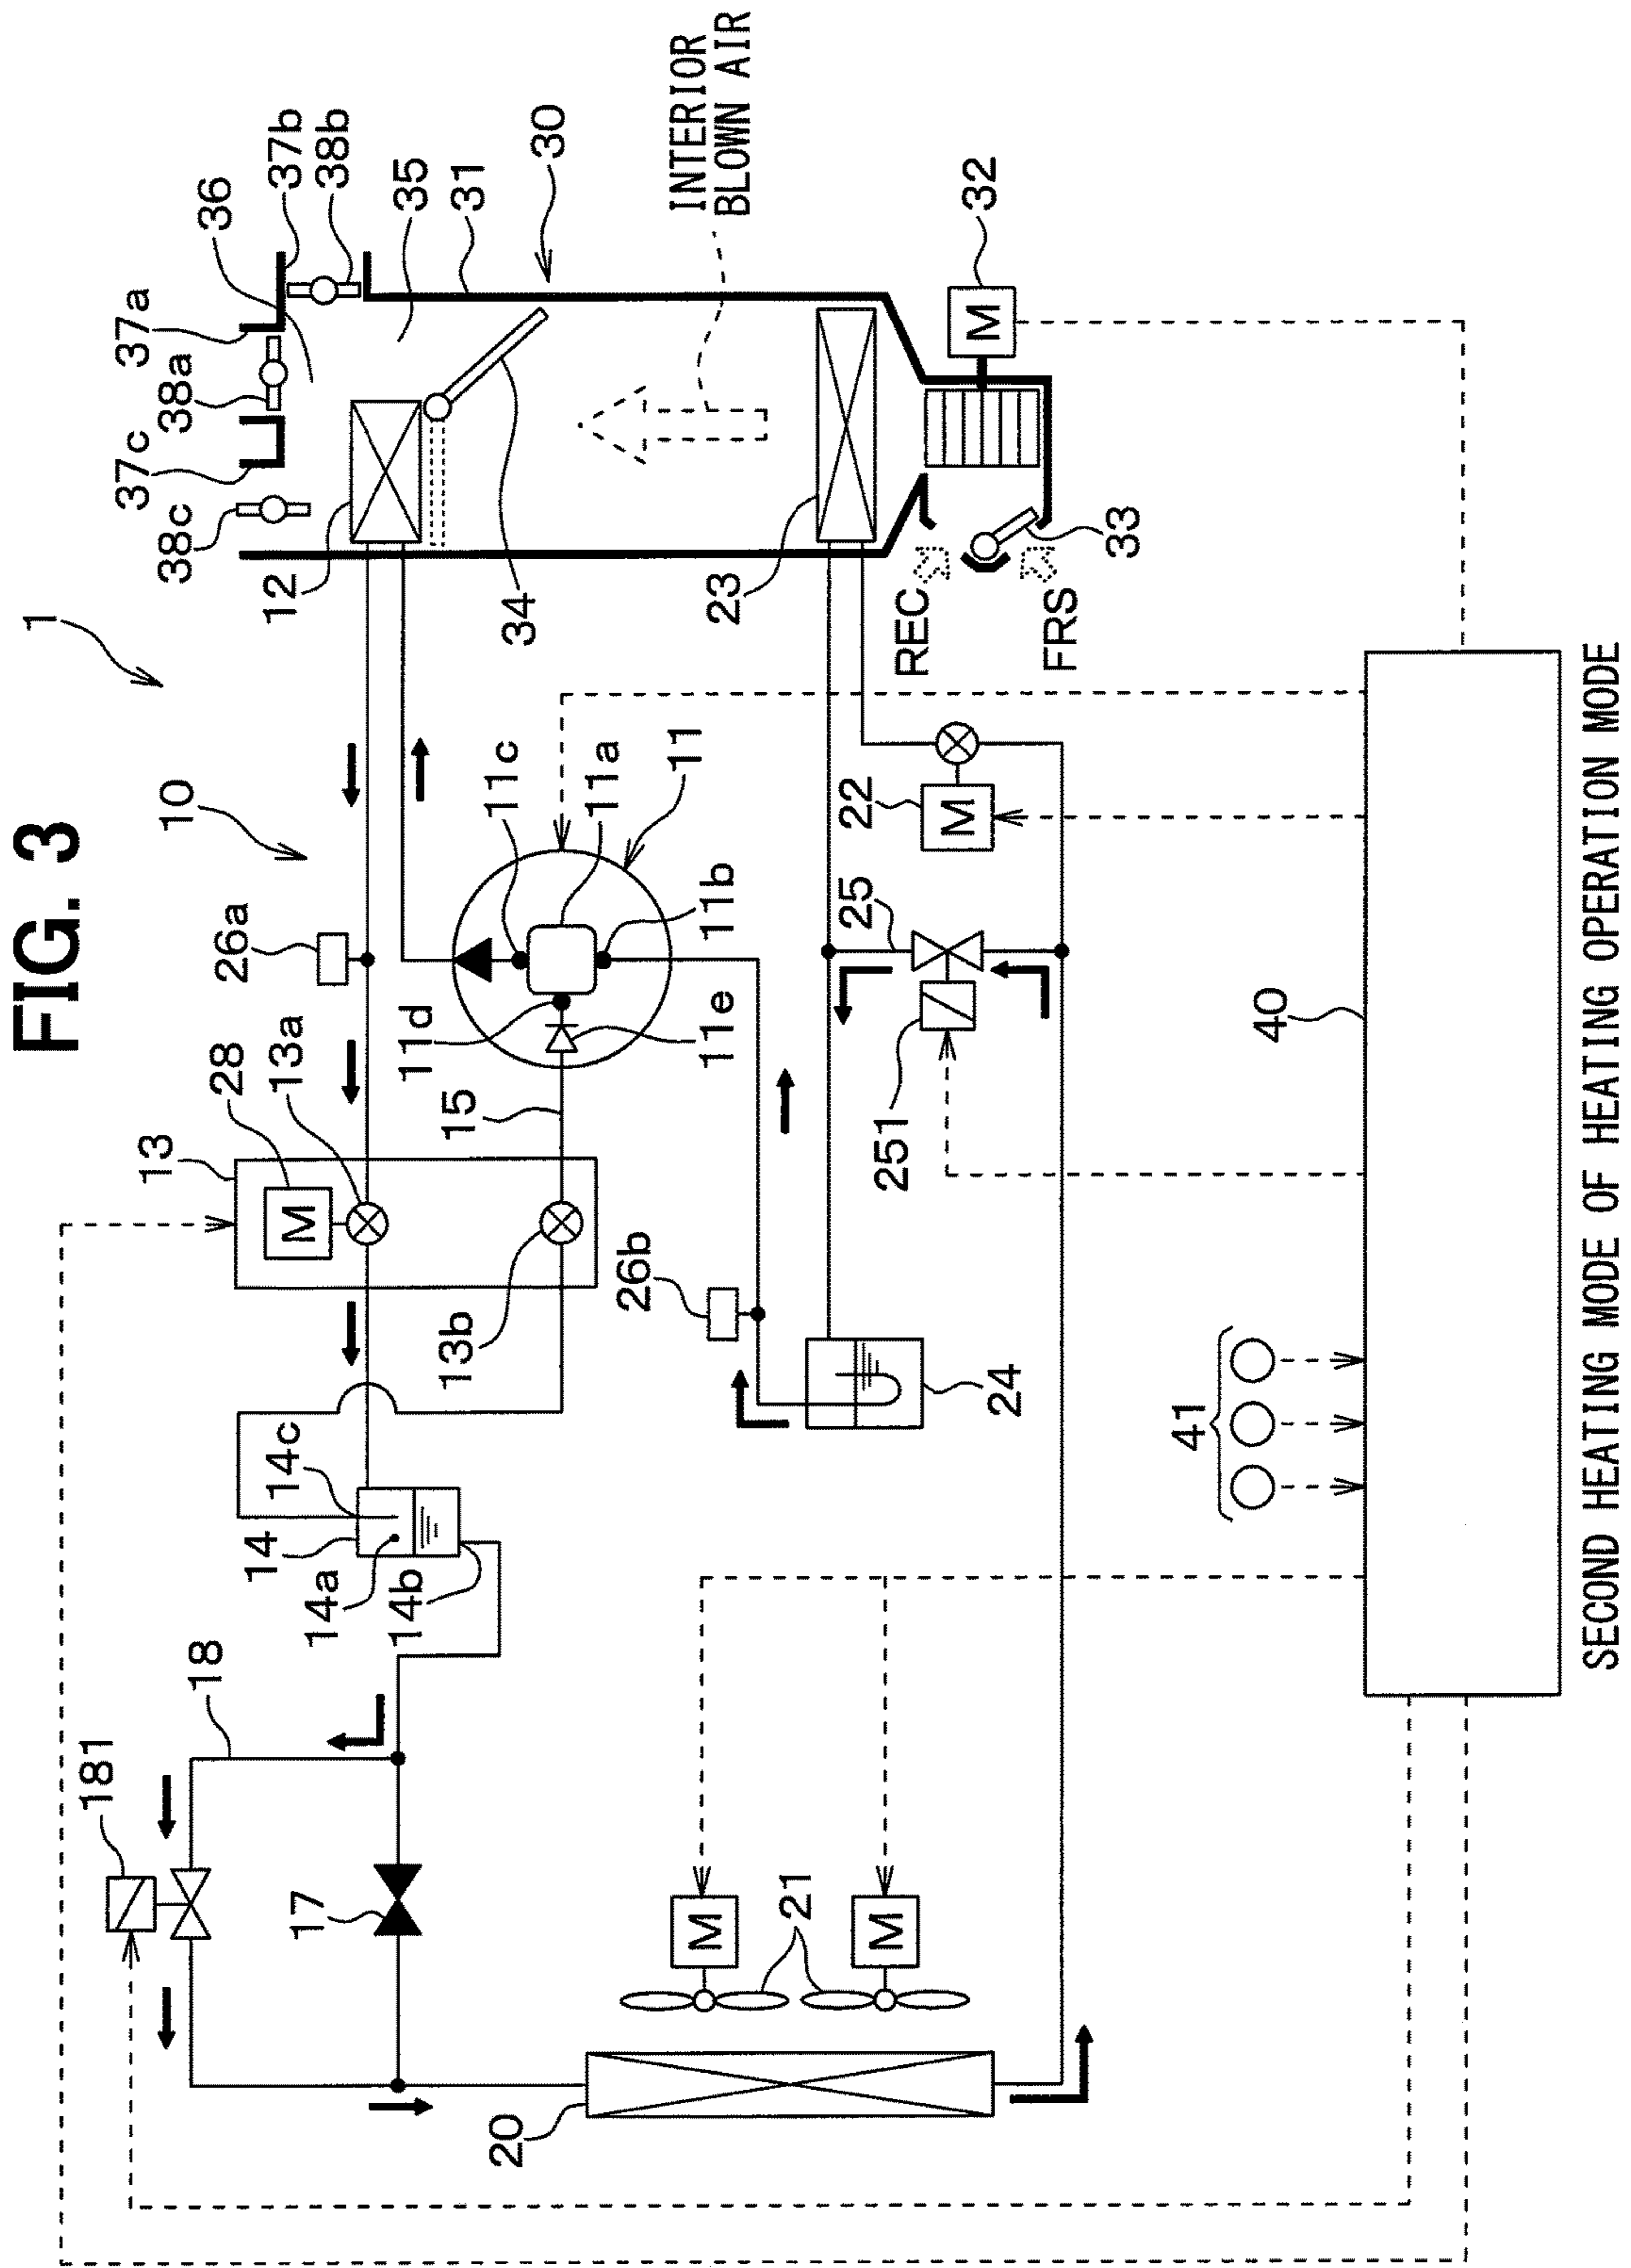 FIG. 3
1
10
26a
28
13a
13
18
181
14
14c
14a
14b
17
20
21
15
13b
11d
11e
11c
11a
11
11b
26b
24
25
251
22
12
34
23
REC
FRS
33
32
38c
37c
38a
37a
36
37b
38b
35
31
30
INTERIOR
BLOWN AIR
M
M
M
M
M
41
40
SECOND HEATING MODE OF HEATING OPERATION MODE